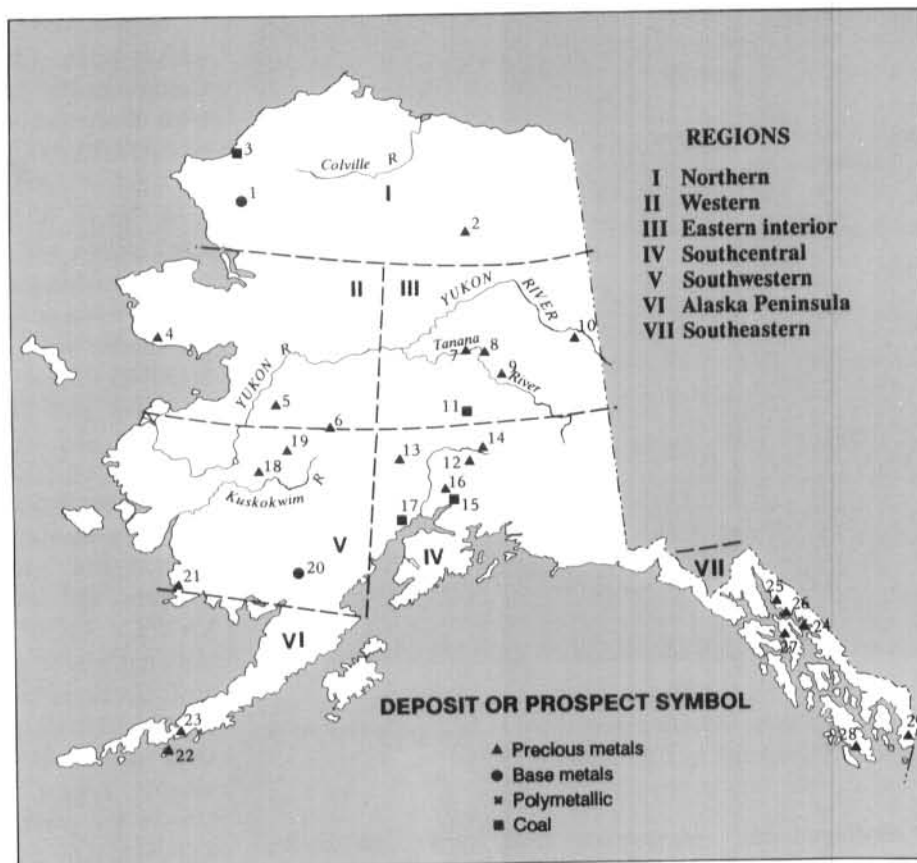 REGIONS
I Northern
II Western
III Eastern interior
IV Southcentral
V Southwestern
VI Alaska Peninsula
VII Southeastern
3
Colville R
1
I
2
II III
YUKON RIVER
4
10
Tanana River
7 8
9
YUKON R
5
11
6
14
19
13
12
18
16
15
Kuskokwim R
17
V
IV
VII
20
21
25
26
24
27
VI
DEPOSIT OR PROSPECT SYMBOL
23
22
28
Precious metals
Base metals
Polymetallic
Coal